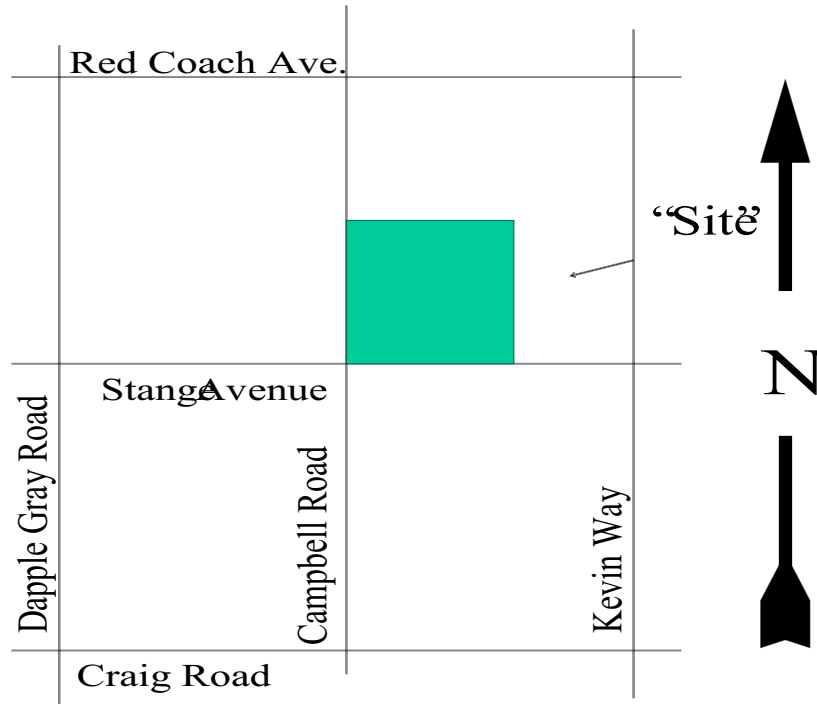 Red Coach Ave.
“Site”
Stange Avenue
N
Dapple Gray Road
Campbell Road
Kevin Way
Craig Road